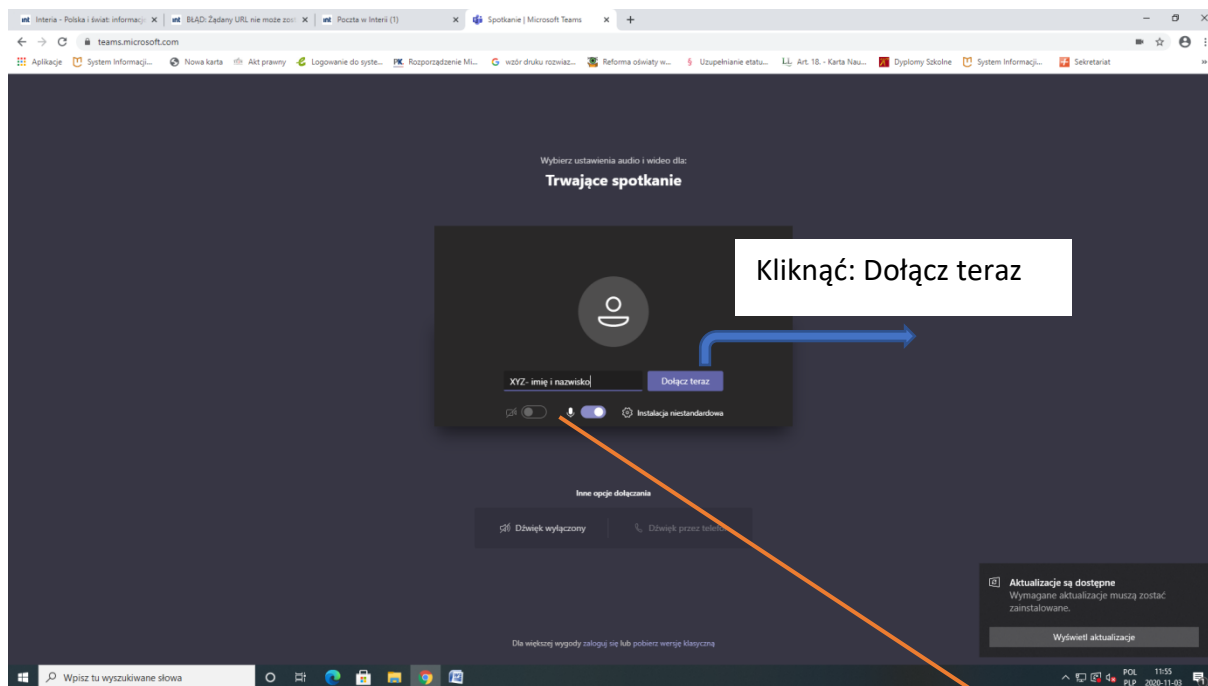 Interia - Polska i świat: informacje
BŁĄD: Żądany URL nie może zost
Poczta w Interii (1)
Spotkanie | Microsoft Teams
teams.microsoft.com
Aplikacje
System Informacji...
Nowa karta
Akt prawny
Logowanie do syste...
Rozporządzenie Mi...
wzór druku rozwiaz...
Reforma oświaty w...
Uzupełnianie etatu...
Art. 18. - Karta Nau...
Dyplomy Szkolne
System Informacji...
Sekretariat
Wybierz ustawienia audio i wideo dla:
Trwające spotkanie
Kliknąć: Dołącz teraz
XYZ- imię i nazwisko
Dołącz teraz
Instalacja niestandardowa
Inne opcje dołączania
Dźwięk wyłączony
Dźwięk przez telefon
Aktualizacje są dostępne
Wymagane aktualizacje muszą zostać
zainstalowane.
Wyświetl aktualizacje
Dla większej wygody zaloguj się lub pobierz wersję klasyczną
Wpisz tu wyszukiwane słowa
POL 11:55
PLP 2020-11-03